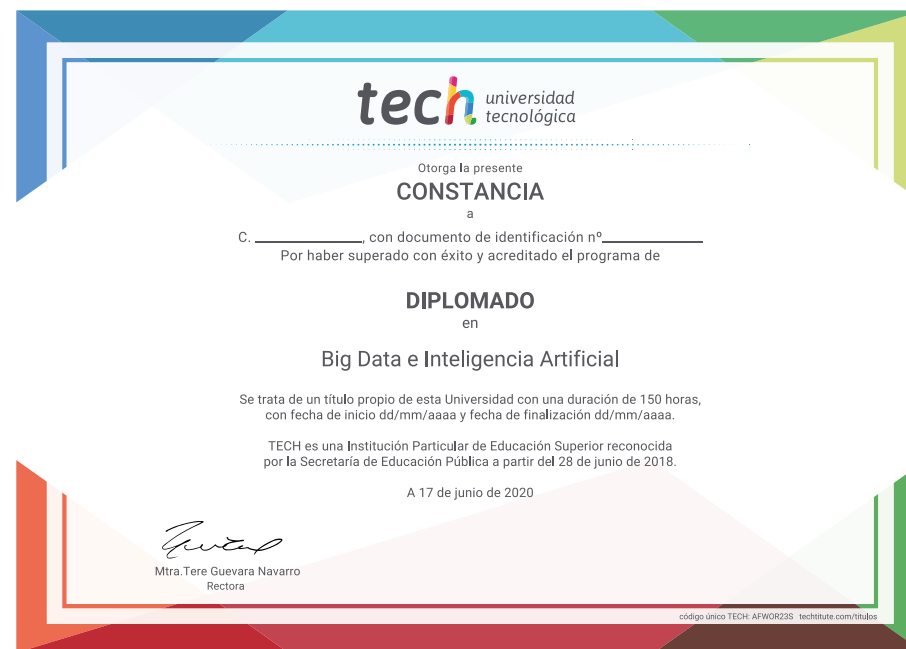 tech universidad
tecnológica
Otorga la presente
CONSTANCIA
a
C. ____________, con documento de identificación nº____________
Por haber superado con éxito y acreditado el programa de
DIPLOMADO
en
Big Data e Inteligencia Artificial
Se trata de un título propio de esta Universidad con una duración de 150 horas,
con fecha de inicio dd/mm/aaaa y fecha de finalización dd/mm/aaaa.
TECH es una Institución Particular de Educación Superior reconocida
por la Secretaría de Educación Pública a partir del 28 de junio de 2018.
A 17 de junio de 2020
Mtra.Tere Guevara Navarro
Rectora
código único TECH: AFWOR23S techtitute.com/titulos